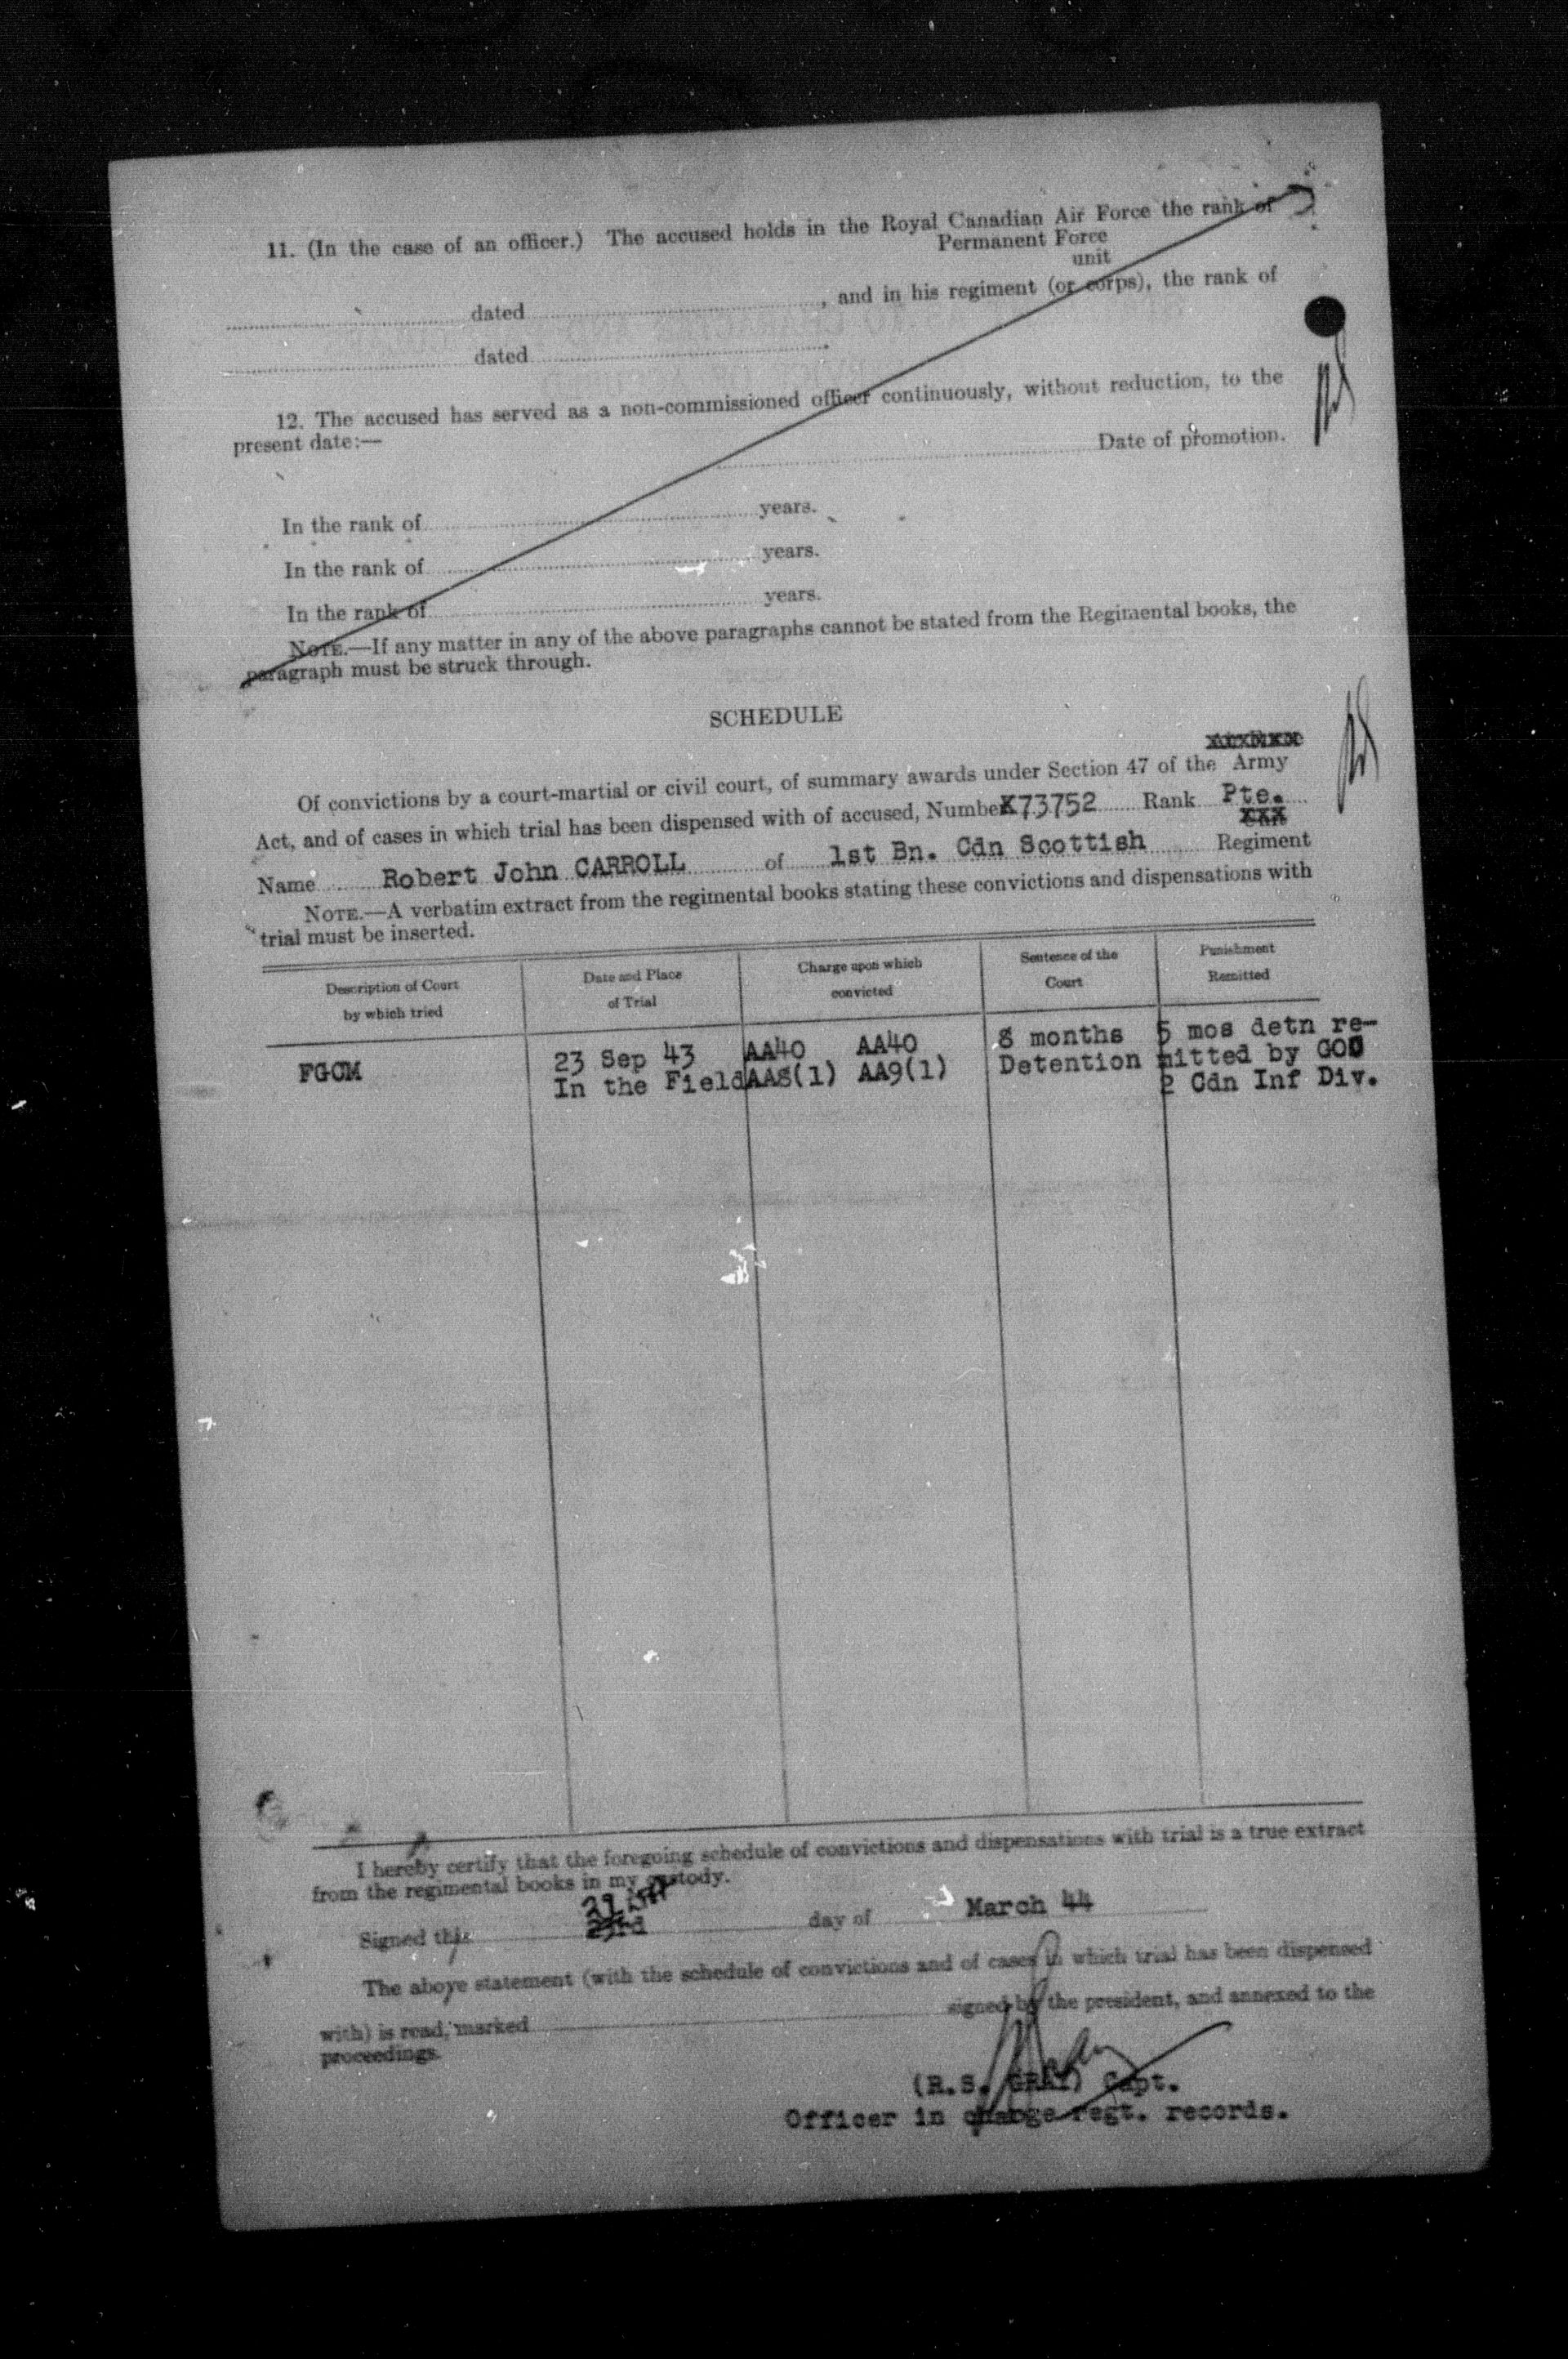 11. (In the case of an officer.) The accused holds in the Royal Canadian Air Force the rank of
Permanent Force
unit
dated , and in his regiment (or corps), the rank of
dated .
12. The accused has served as a non-commissioned officer continuously, without reduction, to the
present date:—
Date of promotion.
In the rank of years.
In the rank of years.
In the rank of years.
NOTE.—If any matter in any of the above paragraphs cannot be stated from the Regimental books, the
paragraph must be struck through.
SCHEDULE
Of convictions by a court-martial or civil court, of summary awards under Section 47 of the Army
Act, and of cases in which trial has been dispensed with of accused, Number K73752 Rank Pte.
Name Robert John CARROLL of 1st Bn. Cdn Scottish Regiment
NOTE.—A verbatim extract from the regimental books stating these convictions and dispensations with
trial must be inserted.
Description of Court by which tried
Date and Place of Trial
Charge upon which convicted
Sentence of the Court
Punishment Remitted
FGCM
23 Sep 43
In the Field
AA40 AA40
AA8(1) AA9(1)
8 months
Detention
5 mos detn re-
mitted by GOC
2 Cdn Inf Div.
I hereby certify that the foregoing schedule of convictions and dispensations with trial is a true extract
from the regimental books in my custody.
Signed this 23rd day of March 44
The above statement (with the schedule of convictions and of cases in which trial has been dispensed
with) is read, marked signed by the president, and annexed to the
proceedings.
(R.S. GRAY) Capt.
Officer in charge regt. records.